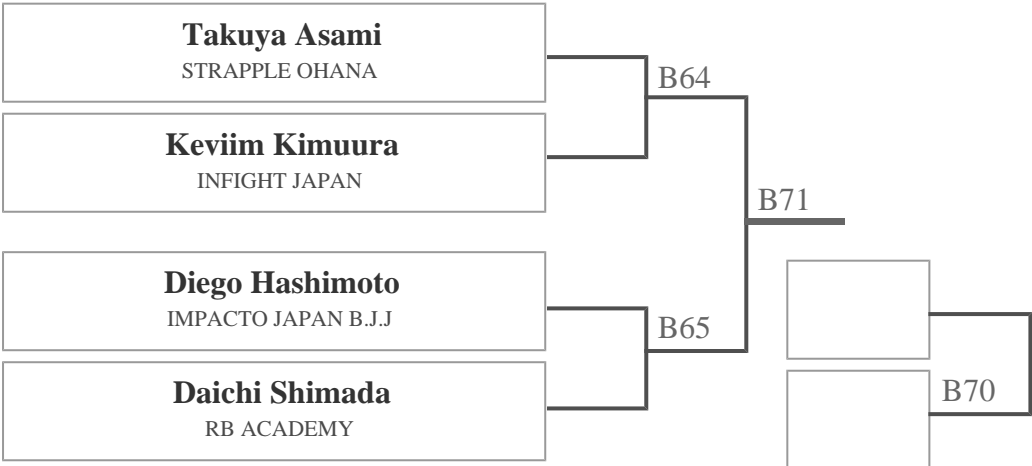 Takuya Asami
STRAPPLE OHANA
B64
Keviim Kimuura
INFIGHT JAPAN
B71
Diego Hashimoto
IMPACTO JAPAN B.J.J
B65
Daichi Shimada
RB ACADEMY
B70